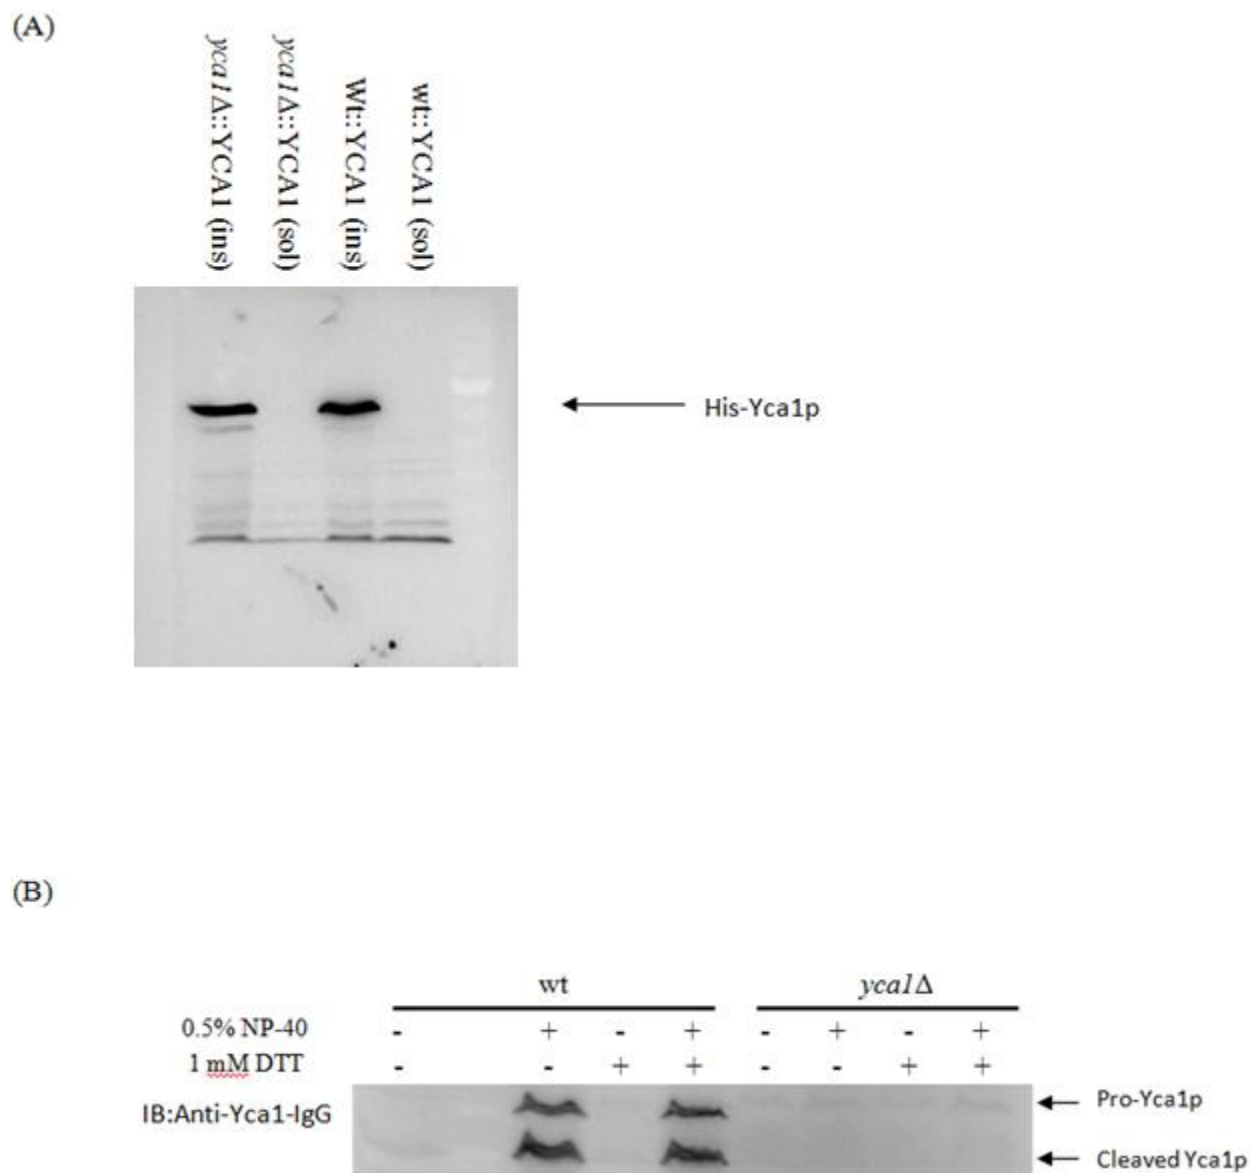 (A)
yca1Δ::YCA1 (ins)
yca1Δ::YCA1 (sol)
Wt::YCA1 (ins)
wt::YCA1 (sol)
His-Yca1p
(B)
wt yca1Δ
0.5% NP-40 - + - + - + - +
1 mM DTT - - + + - - + +
IB:Anti-Yca1-IgG
Pro-Yca1p
Cleaved Yca1p